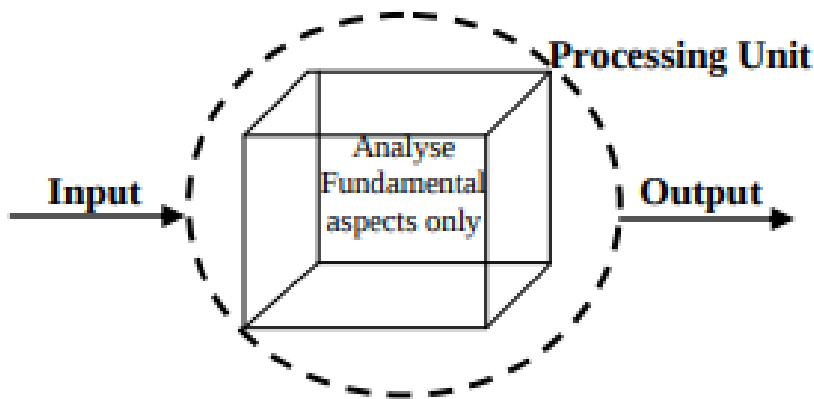 Processing Unit
Analyse
Fundamental
aspects only
Input
Output